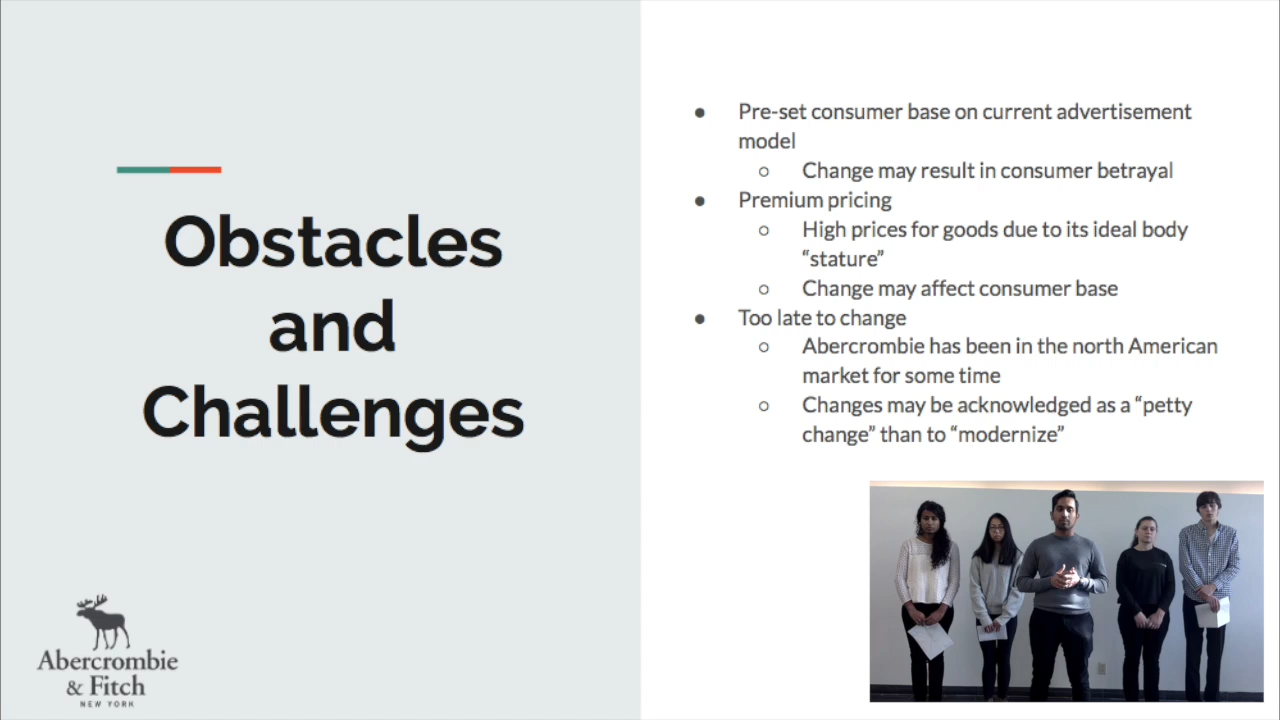 Obstacles
and
Challenges
Abercrombie
& Fitch
NEW YORK
● Pre-set consumer base on current advertisement
model
○ Change may result in consumer betrayal
● Premium pricing
○ High prices for goods due to its ideal body
“stature”
○ Change may affect consumer base
● Too late to change
○ Abercrombie has been in the north American
market for some time
○ Changes may be acknowledged as a “petty
change” than to “modernize”